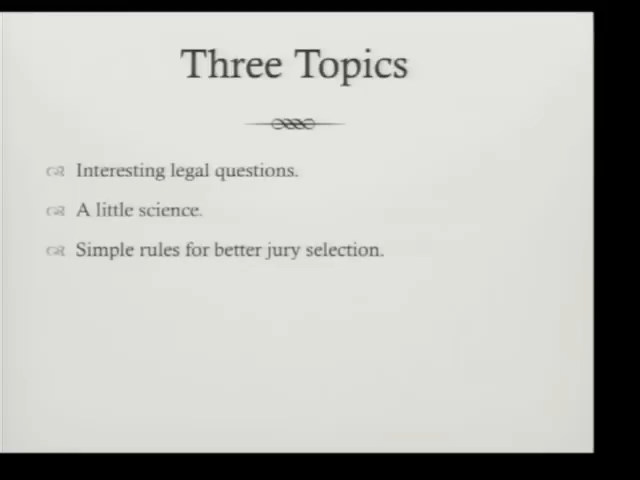 Three Topics
Interesting legal questions.
A little science.
Simple rules for better jury selection.